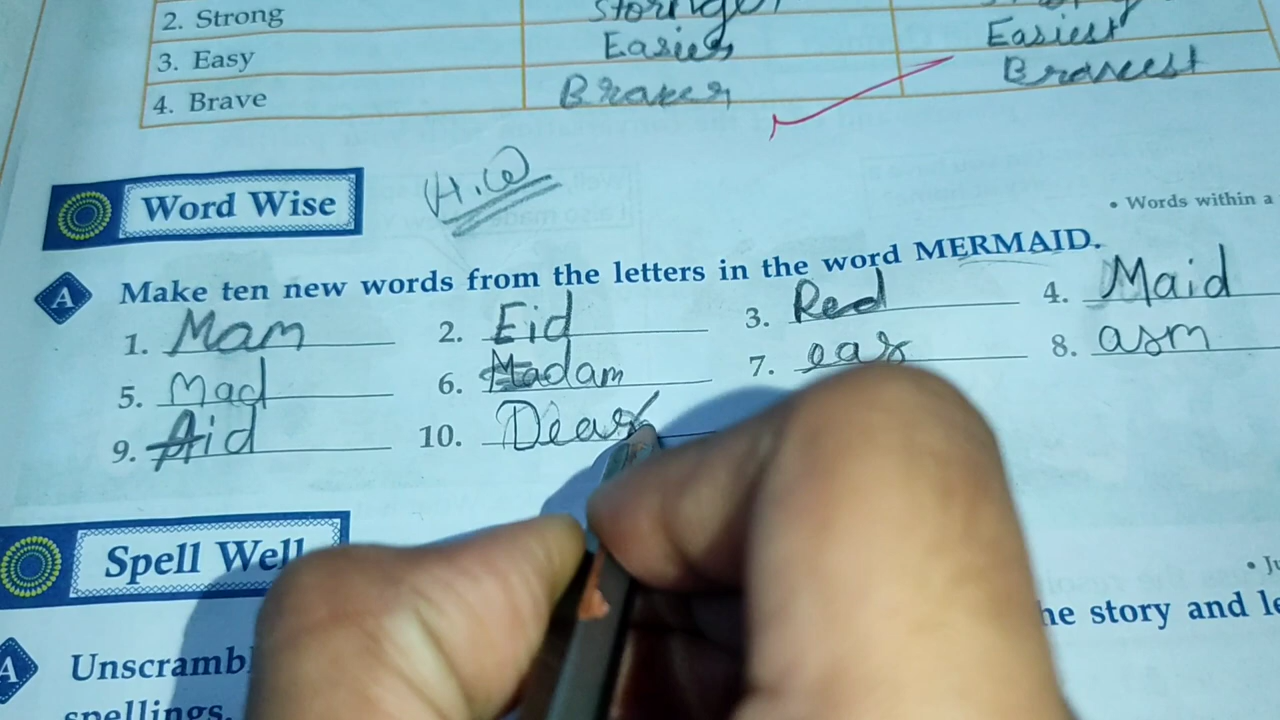 2. Strong
3. Easy Easier Easiest
4. Brave Braver Bravest
Word Wise H.W
• Words within a
A Make ten new words from the letters in the word MERMAID.
1. Mam 2. Eid 3. Red 4. Maid
5. Mad 6. Madam 7. ear 8. arm
9. Aid 10. Dear
Spell Well
he story and le
A Unscrambl
spellings.